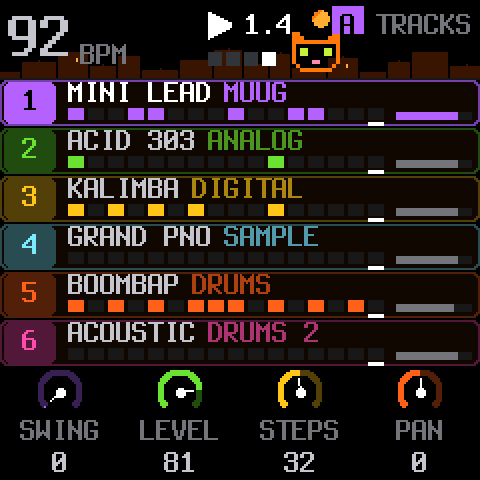 92 BPM 1.4 A TRACKS
1 MINI LEAD MUUG
2 ACID 303 ANALOG
3 KALIMBA DIGITAL
4 GRAND PNO SAMPLE
5 BOOMBAP DRUMS
6 ACOUSTIC DRUMS 2
SWING LEVEL STEPS PAN
0 81 32 0